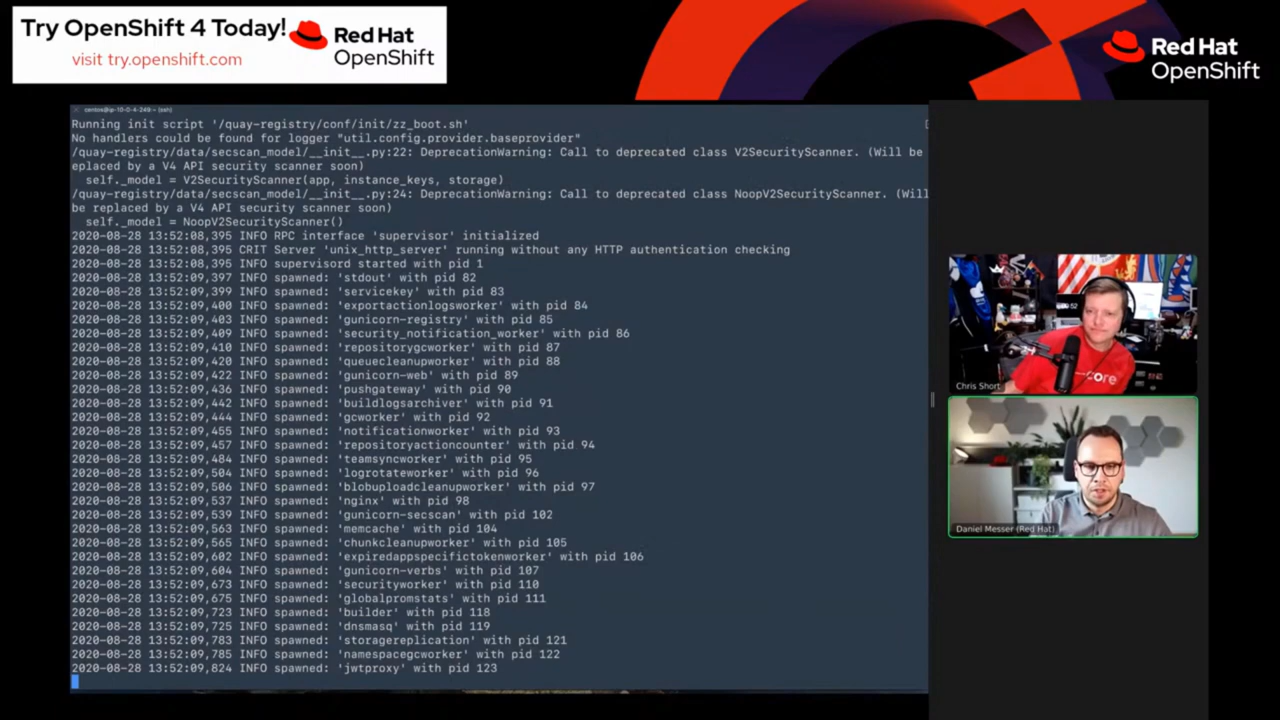 Try OpenShift 4 Today!
visit try.openshift.com
Red Hat
OpenShift
Red Hat
OpenShift
centos@ip-10-0-4-249:~ (ssh)
Running init script '/quay-registry/conf/init/zz_boot.sh'
No handlers could be found for logger "util.config.provider.baseprovider"
/quay-registry/data/secscan_model/__init__.py:22: DeprecationWarning: Call to deprecated class V2SecurityScanner. (Will be
eplaced by a V4 API security scanner soon)
self._model = V2SecurityScanner(app, instance_keys, storage)
/quay-registry/data/secscan_model/__init__.py:24: DeprecationWarning: Call to deprecated class NoopV2SecurityScanner. (Will
be replaced by a V4 API security scanner soon)
self._model = NoopV2SecurityScanner()
2020-08-28 13:52:08,395 INFO RPC interface 'supervisor' initialized
2020-08-28 13:52:08,395 CRIT Server 'unix_http_server' running without any HTTP authentication checking
2020-08-28 13:52:08,395 INFO supervisord started with pid 1
2020-08-28 13:52:09,397 INFO spawned: 'stdout' with pid 82
2020-08-28 13:52:09,399 INFO spawned: 'servicekey' with pid 83
2020-08-28 13:52:09,400 INFO spawned: 'exportactionlogsworker' with pid 84
2020-08-28 13:52:09,403 INFO spawned: 'gunicorn-registry' with pid 85
2020-08-28 13:52:09,409 INFO spawned: 'security_notification_worker' with pid 86
2020-08-28 13:52:09,410 INFO spawned: 'repositorygcworker' with pid 87
2020-08-28 13:52:09,420 INFO spawned: 'queuecleanupworker' with pid 88
2020-08-28 13:52:09,422 INFO spawned: 'gunicorn-web' with pid 89
2020-08-28 13:52:09,436 INFO spawned: 'pushgateway' with pid 90
2020-08-28 13:52:09,442 INFO spawned: 'buildlogsarchiver' with pid 91
2020-08-28 13:52:09,444 INFO spawned: 'gcworker' with pid 92
2020-08-28 13:52:09,455 INFO spawned: 'notificationworker' with pid 93
2020-08-28 13:52:09,457 INFO spawned: 'repositoryactioncounter' with pid 94
2020-08-28 13:52:09,484 INFO spawned: 'teamsyncworker' with pid 95
2020-08-28 13:52:09,504 INFO spawned: 'logrotateworker' with pid 96
2020-08-28 13:52:09,506 INFO spawned: 'blobuploadcleanupworker' with pid 97
2020-08-28 13:52:09,537 INFO spawned: 'nginx' with pid 98
2020-08-28 13:52:09,539 INFO spawned: 'gunicorn-secscan' with pid 102
2020-08-28 13:52:09,563 INFO spawned: 'memcache' with pid 104
2020-08-28 13:52:09,565 INFO spawned: 'chunkcleanupworker' with pid 105
2020-08-28 13:52:09,602 INFO spawned: 'expiredappspecifictokenworker' with pid 106
2020-08-28 13:52:09,604 INFO spawned: 'gunicorn-verbs' with pid 107
2020-08-28 13:52:09,673 INFO spawned: 'securityworker' with pid 110
2020-08-28 13:52:09,675 INFO spawned: 'globalpromstats' with pid 111
2020-08-28 13:52:09,723 INFO spawned: 'builder' with pid 118
2020-08-28 13:52:09,725 INFO spawned: 'dnsmasq' with pid 119
2020-08-28 13:52:09,783 INFO spawned: 'storagereplication' with pid 121
2020-08-28 13:52:09,785 INFO spawned: 'namespacegcworker' with pid 122
2020-08-28 13:52:09,824 INFO spawned: 'jwtproxy' with pid 123
Chris Short
Daniel Messer (Red Hat)